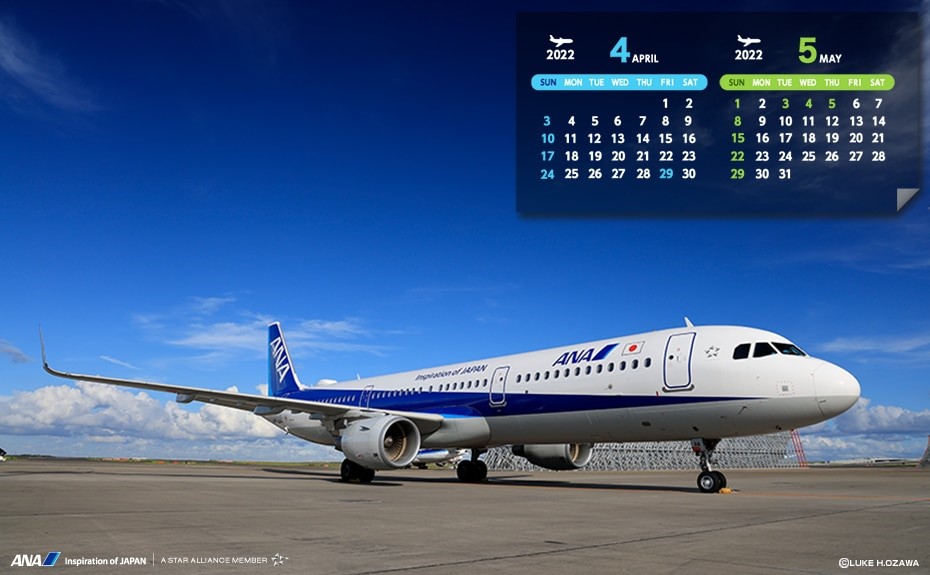 2022 4 APRIL
SUN MON TUE WED THU FRI SAT
1 2
3 4 5 6 7 8 9
10 11 12 13 14 15 16
17 18 19 20 21 22 23
24 25 26 27 28 29 30
2022 5 MAY
SUN MON TUE WED THU FRI SAT
1 2 3 4 5 6 7
8 9 10 11 12 13 14
15 16 17 18 19 20 21
22 23 24 25 26 27 28
29 30 31
ANA
Inspiration of JAPAN
ANA
ANA Inspiration of JAPAN A STAR ALLIANCE MEMBER
©LUKE H.OZAWA